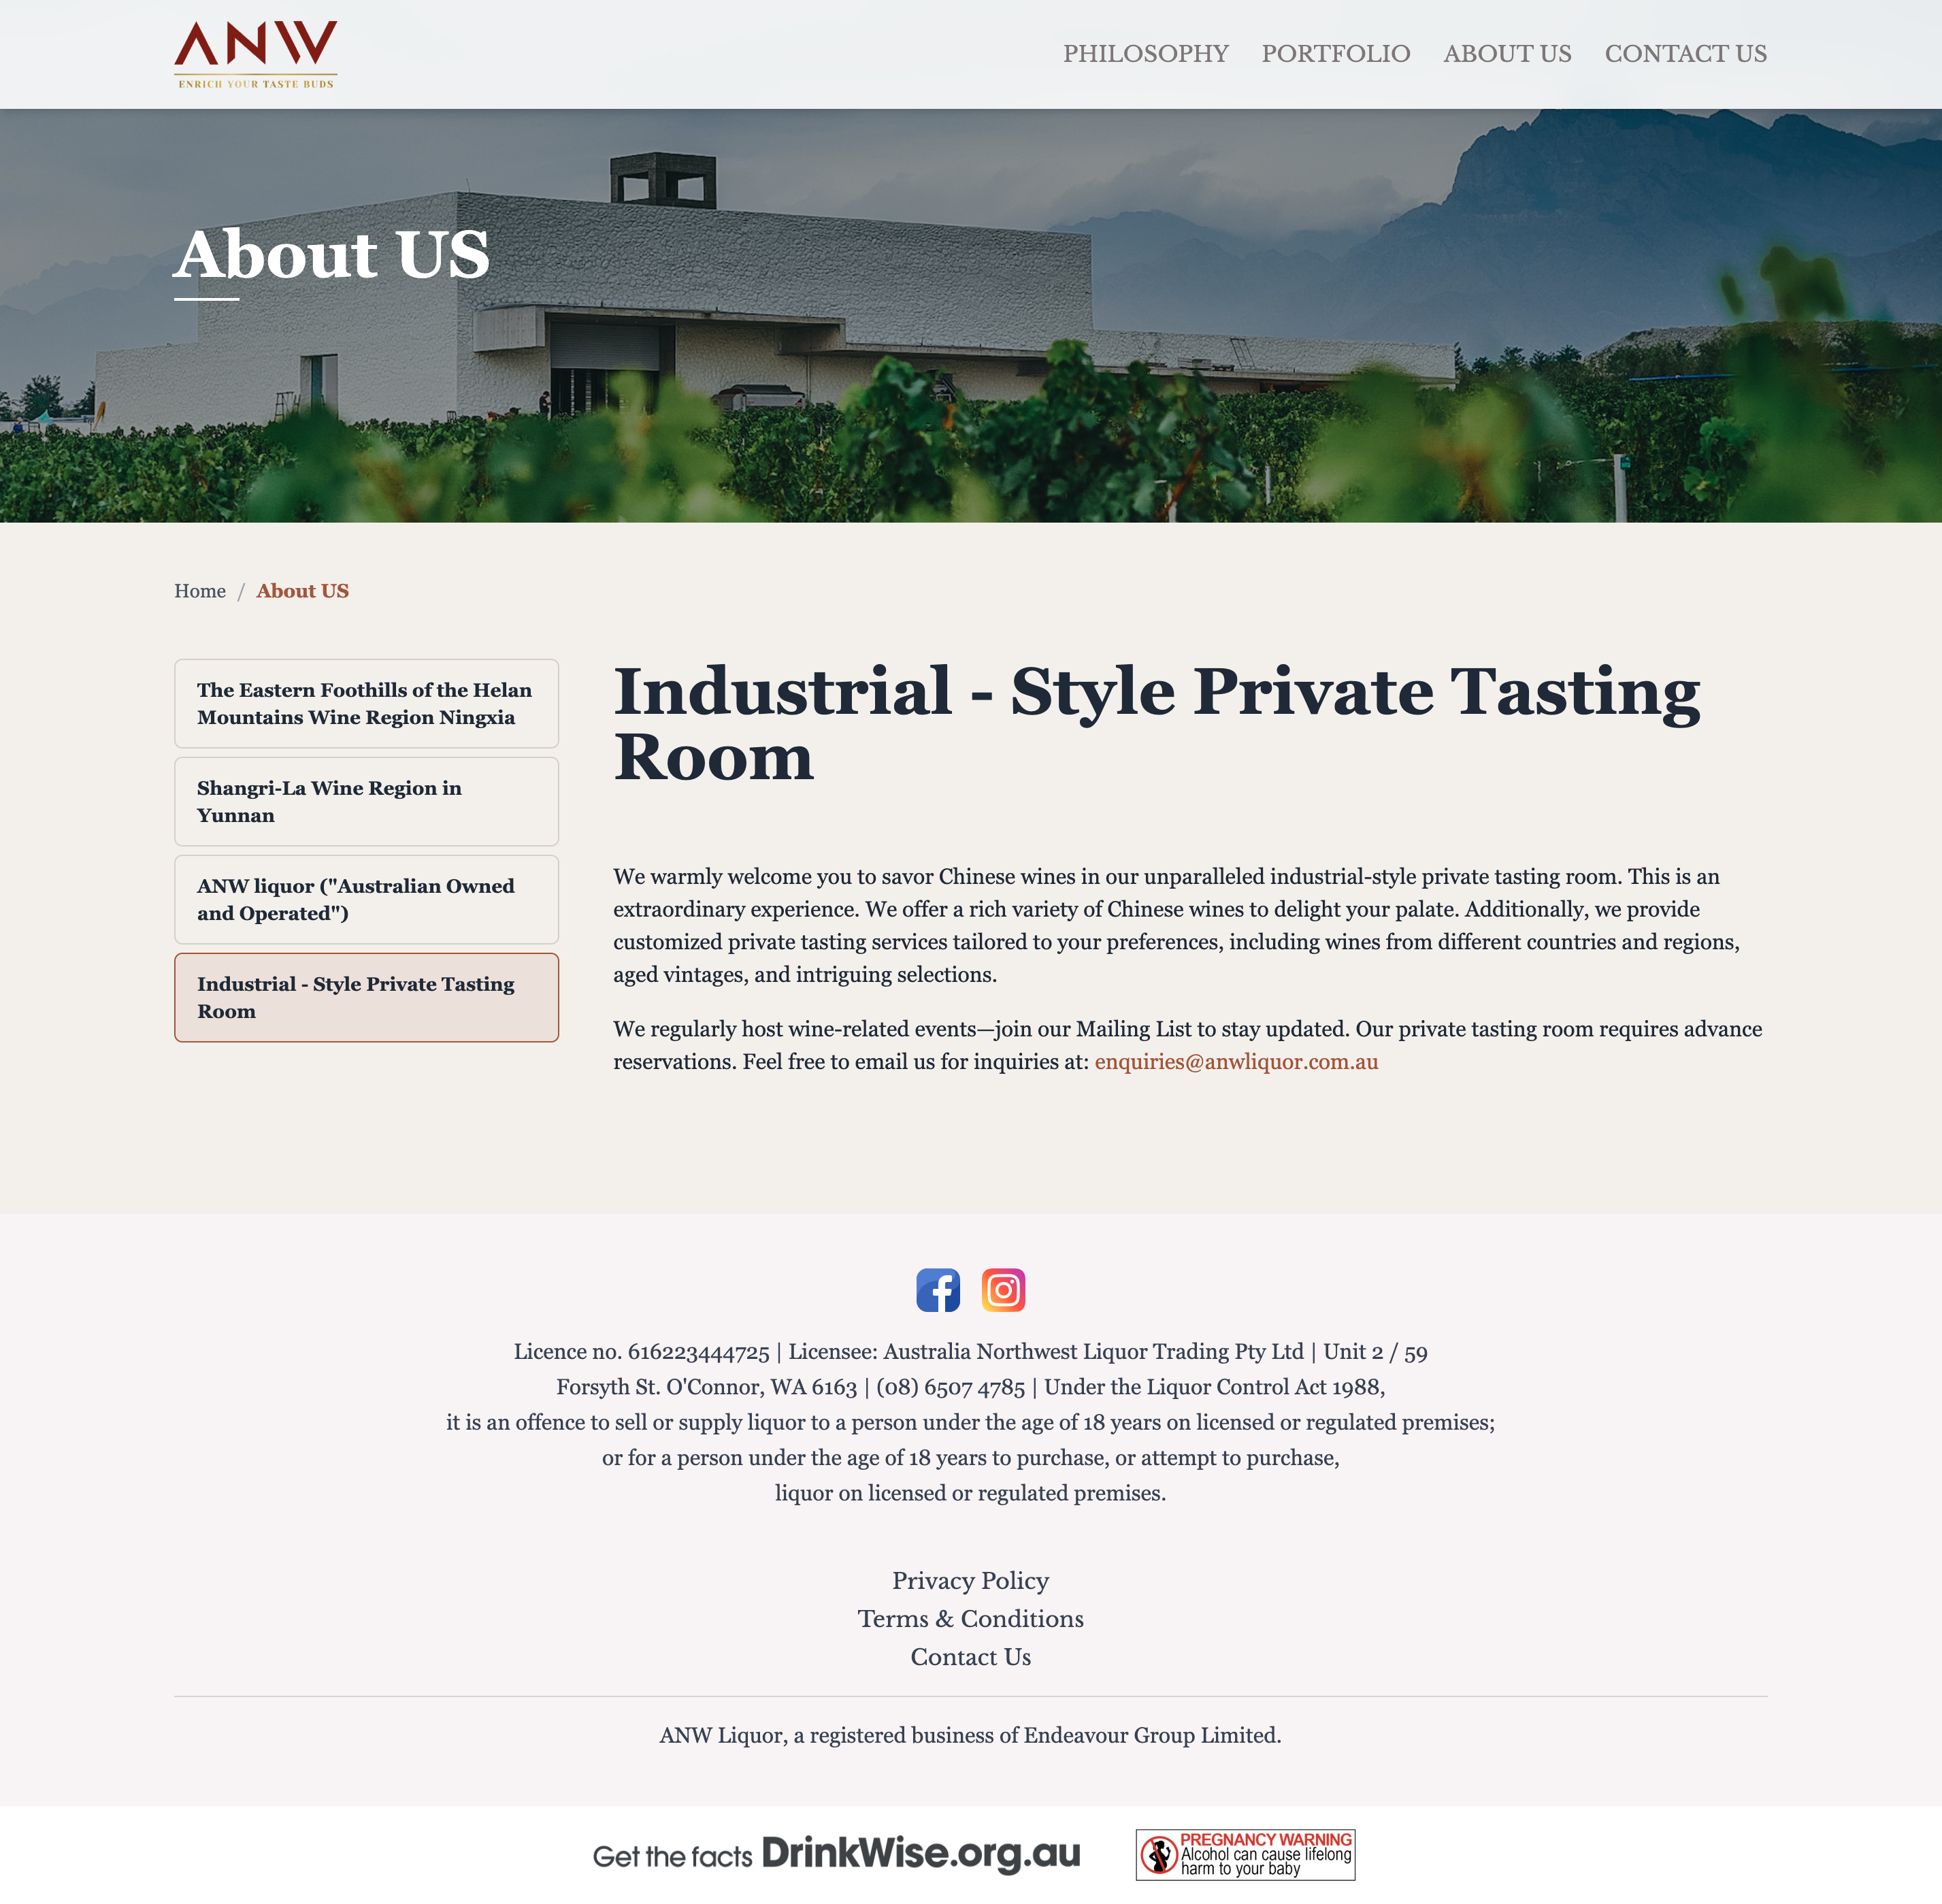 ANW
ENRICH YOUR TASTE BUDS
PHILOSOPHY
PORTFOLIO
ABOUT US
CONTACT US
About US
Home / About US
The Eastern Foothills of the Helan
Mountains Wine Region Ningxia
Shangri-La Wine Region in
Yunnan
ANW liquor ("Australian Owned
and Operated")
Industrial - Style Private Tasting
Room
Industrial - Style Private Tasting
Room
We warmly welcome you to savor Chinese wines in our unparalleled industrial-style private tasting room. This is an
extraordinary experience. We offer a rich variety of Chinese wines to delight your palate. Additionally, we provide
customized private tasting services tailored to your preferences, including wines from different countries and regions,
aged vintages, and intriguing selections.
We regularly host wine-related events—join our Mailing List to stay updated. Our private tasting room requires advance
reservations. Feel free to email us for inquiries at: enquiries@anwliquor.com.au
Licence no. 616223444725 | Licensee: Australia Northwest Liquor Trading Pty Ltd | Unit 2 / 59
Forsyth St. O'Connor, WA 6163 | (08) 6507 4785 | Under the Liquor Control Act 1988,
it is an offence to sell or supply liquor to a person under the age of 18 years on licensed or regulated premises;
or for a person under the age of 18 years to purchase, or attempt to purchase,
liquor on licensed or regulated premises.
Privacy Policy
Terms & Conditions
Contact Us
ANW Liquor, a registered business of Endeavour Group Limited.
Get the facts DrinkWise.org.au
PREGNANCY WARNING
Alcohol can cause lifelong
harm to your baby